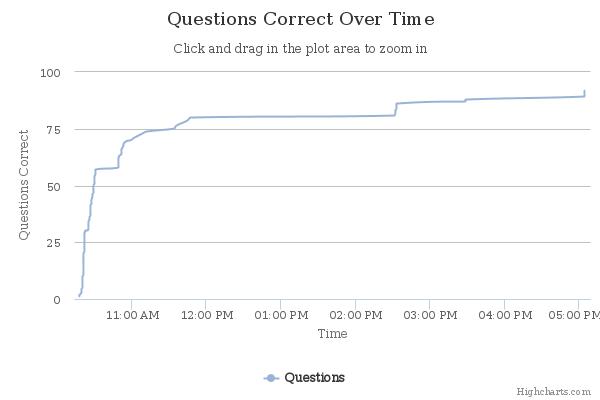 Questions Correct Over Time
Click and drag in the plot area to zoom in
Questions Correct
100
75
50
25
0
11:00 AM 12:00 PM 01:00 PM 02:00 PM 03:00 PM 04:00 PM 05:00 PM
Time
Questions
Highcharts.com